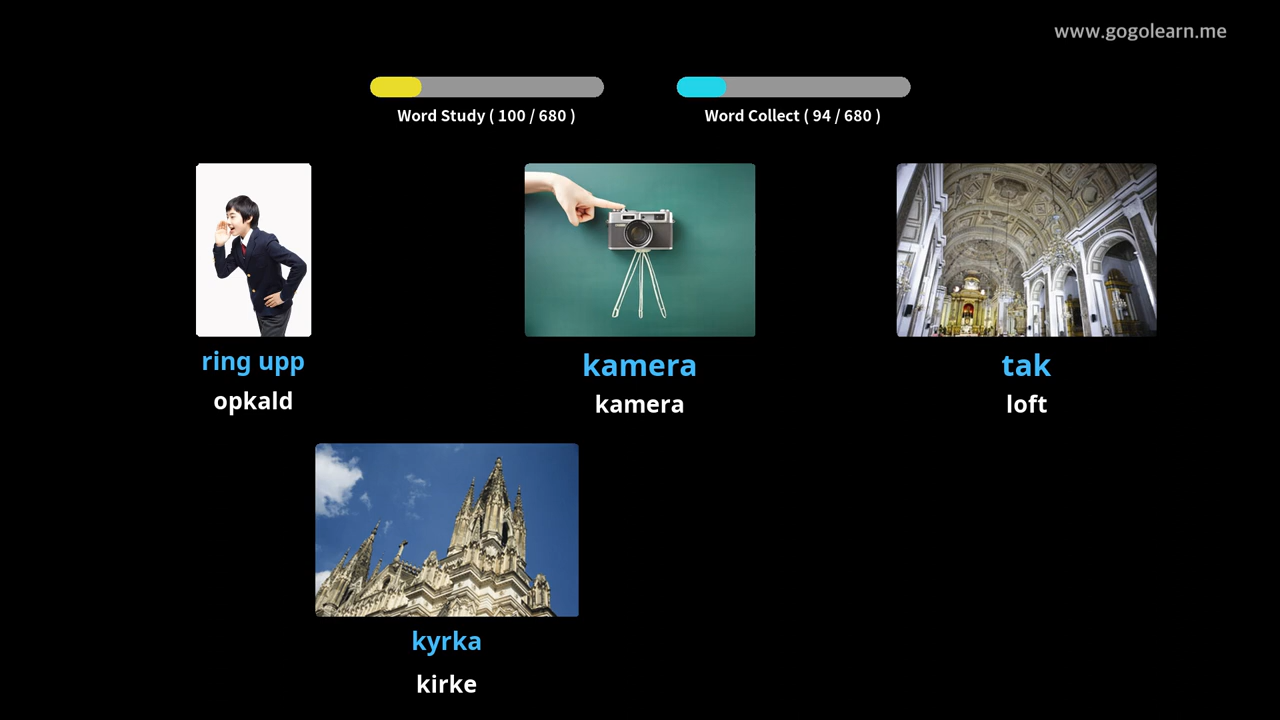 www.gogolearn.me
Word Study ( 100 / 680 )
Word Collect ( 94 / 680 )
ring upp
opkald
kamera
kamera
tak
loft
kyrka
kirke